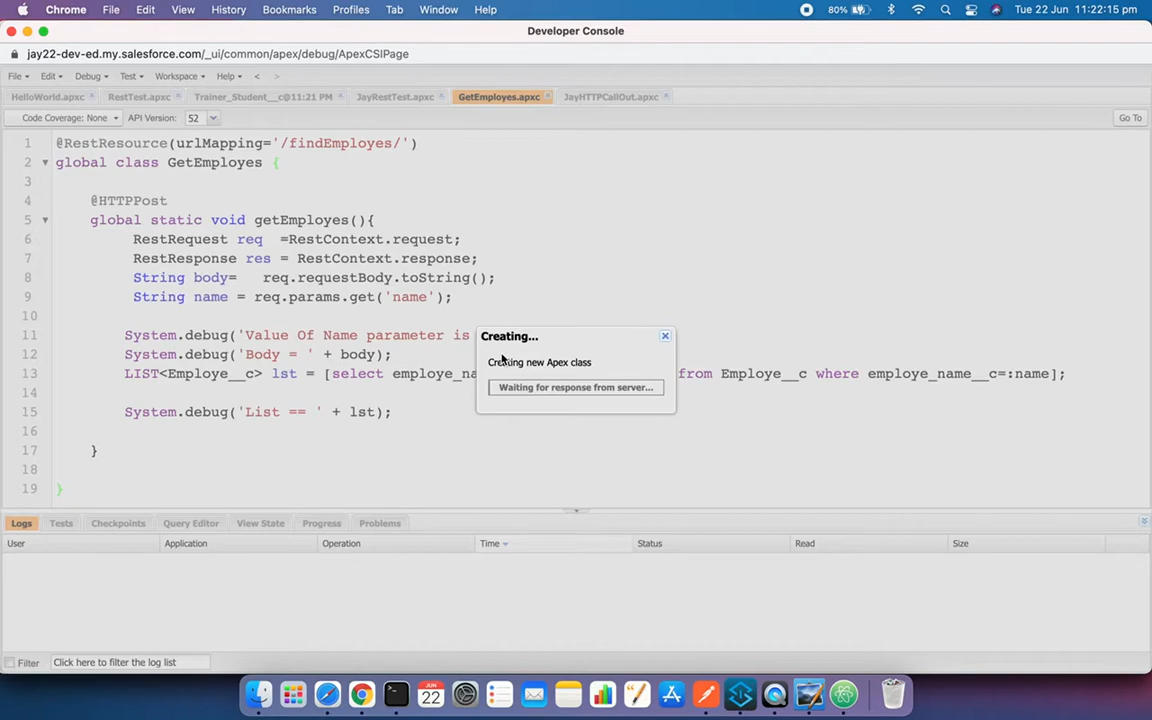 Chrome File Edit View History Bookmarks Profiles Tab Window Help 80% Tue 22 Jun 11:22:15 pm
Developer Console
jay22-dev-ed.my.salesforce.com/_ui/common/apex/debug/ApexCSIPage
File Edit Debug Test Workspace Help < >
HelloWorld.apxc RestTest.apxc Trainer_Student__c@11:21 PM JayRestTest.apxc GetEmployes.apxc JayHTTPCallOut.apxc
Code Coverage: None API Version: 52 Go To
1 @RestResource(urlMapping='/findEmployes/')
2 global class GetEmployes {
3
4 @HTTPPost
5 global static void getEmployes(){
6 RestRequest req =RestContext.request;
7 RestResponse res = RestContext.response;
8 String body= req.requestBody.toString();
9 String name = req.params.get('name');
10
11 System.debug('Value Of Name parameter is
12 System.debug('Body = ' + body);
13 LIST<Employe__c> lst = [select employe_na from Employe__c where employe_name__c=:name];
14
15 System.debug('List == ' + lst);
16
17 }
18
19 }
Creating...
Creating new Apex class
Waiting for response from server...
Logs Tests Checkpoints Query Editor View State Progress Problems
User Application Operation Time Status Read Size
Filter Click here to filter the log list
JUN
22